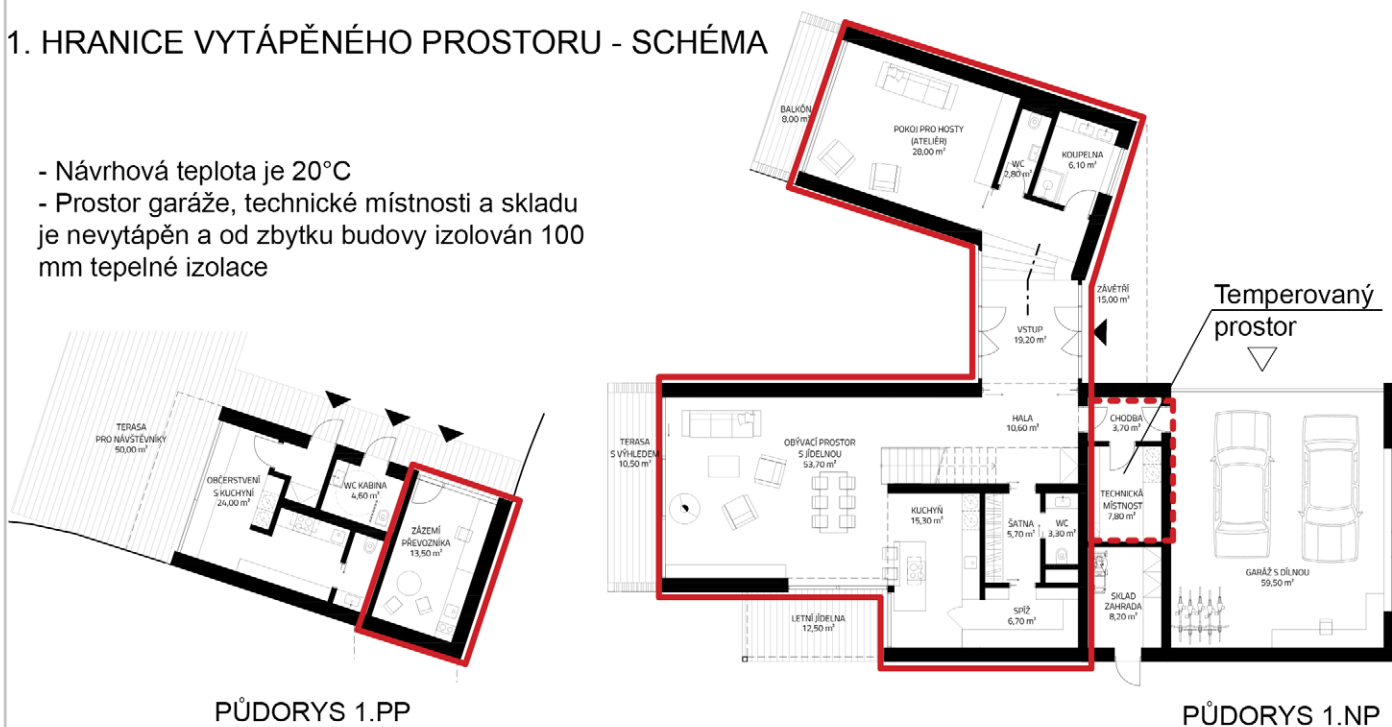 1. HRANICE VYTÁPĚNÉHO PROSTORU - SCHÉMA
- Návrhová teplota je 20°C
- Prostor garáže, technické místnosti a skladu
je nevytápěn a od zbytku budovy izolován 100
mm tepelné izolace
BALKÓN
8,00 m²
POKOJ PRO HOSTY
(ATELIÉR)
28,00 m²
WC
2,80 m²
KOUPELNA
6,10 m²
ZÁVĚTŘÍ
15,00 m²
VSTUP
19,20 m²
Temperovaný
prostor
TERASA
S VÝHLEDEM
10,50 m²
OBÝVACÍ PROSTOR
S JÍDELNOU
53,70 m²
HALA
10,60 m²
CHODBA
3,70 m²
KUCHYŇ
15,30 m²
ŠATNA
5,70 m²
WC
3,30 m²
TECHNICKÁ
MÍSTNOST
7,80 m²
GARÁŽ S DÍLNOU
59,50 m²
SKLAD
ZAHRADA
8,20 m²
SPÍŽ
6,70 m²
LETNÍ JÍDELNA
12,50 m²
TERASA
PRO NÁVŠTĚVNÍKY
50,00 m²
OBČERSTVENÍ
S KUCHYNÍ
24,00 m²
WC KABINA
4,60 m²
ZÁZEMÍ
PŘEVOZNÍKA
13,50 m²
PŮDORYS 1.PP
PŮDORYS 1.NP